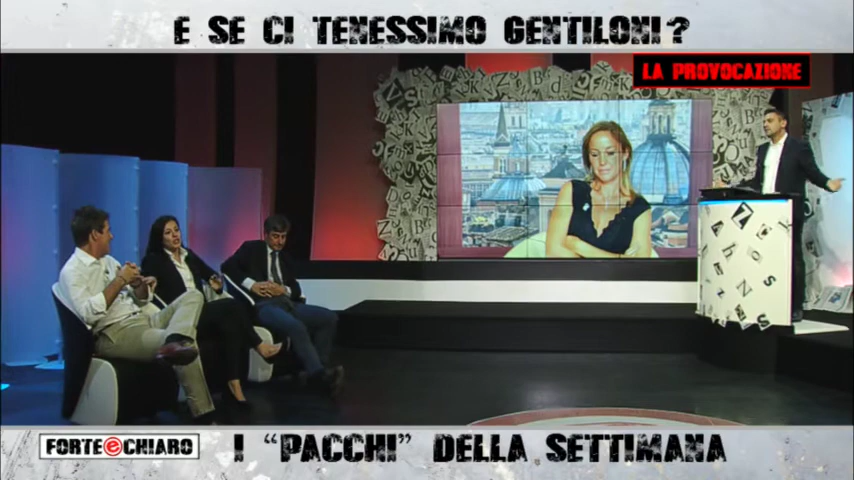 E SE CI TENESSIMO GENTILONI?
LA PROVOCAZIONE
FORTE e CHIARO
I "PACCHI" DELLA SETTIMANA